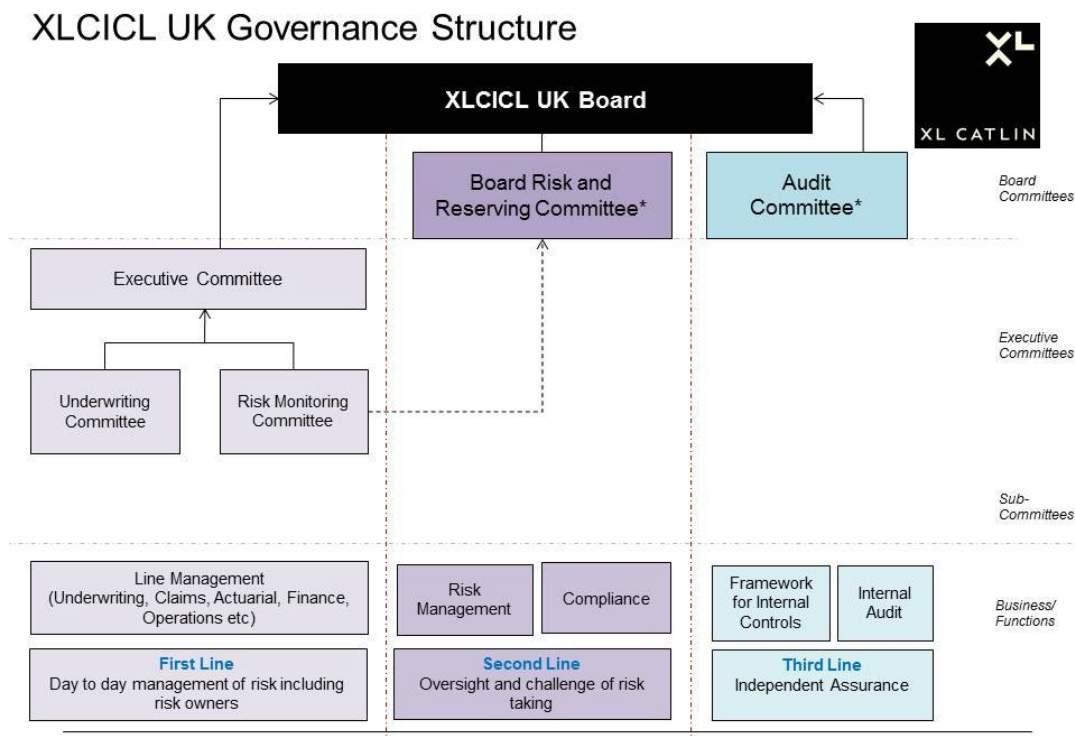 XLCICL UK Governance Structure
XL
XL CATLIN
XLCICL UK Board
Board Risk and
Reserving Committee*
Audit
Committee*
Board
Committees
Executive Committee
Executive
Committees
Underwriting
Committee
Risk Monitoring
Committee
Sub-
Committees
Line Management
(Underwriting, Claims, Actuarial, Finance,
Operations etc)
Risk
Management
Compliance
Framework
for Internal
Controls
Internal
Audit
Business/
Functions
First Line
Day to day management of risk including
risk owners
Second Line
Oversight and challenge of risk
taking
Third Line
Independent Assurance